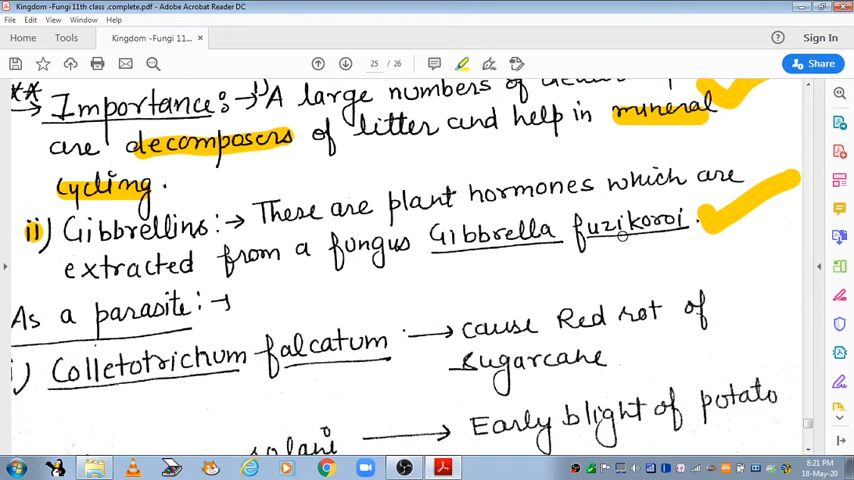 Kingdom -Fungi 11th class .complete.pdf - Adobe Acrobat Reader DC
File Edit View Window Help
Home Tools Kingdom -Fungi 11... × Sign In
25 / 26 Share
** → Importance:→ i) A large numbers of
are decomposers of litter and help in mineral
cycling.
ii) Gibbrellins:→ These are plant hormones which are
extracted from a fungus Gibbrella fuzikoroi.
As a parasite:→
i) Colletotrichum falcatum → cause Red rot of
sugarcane
solani → Early blight of potato
8:21 PM
18-May-20